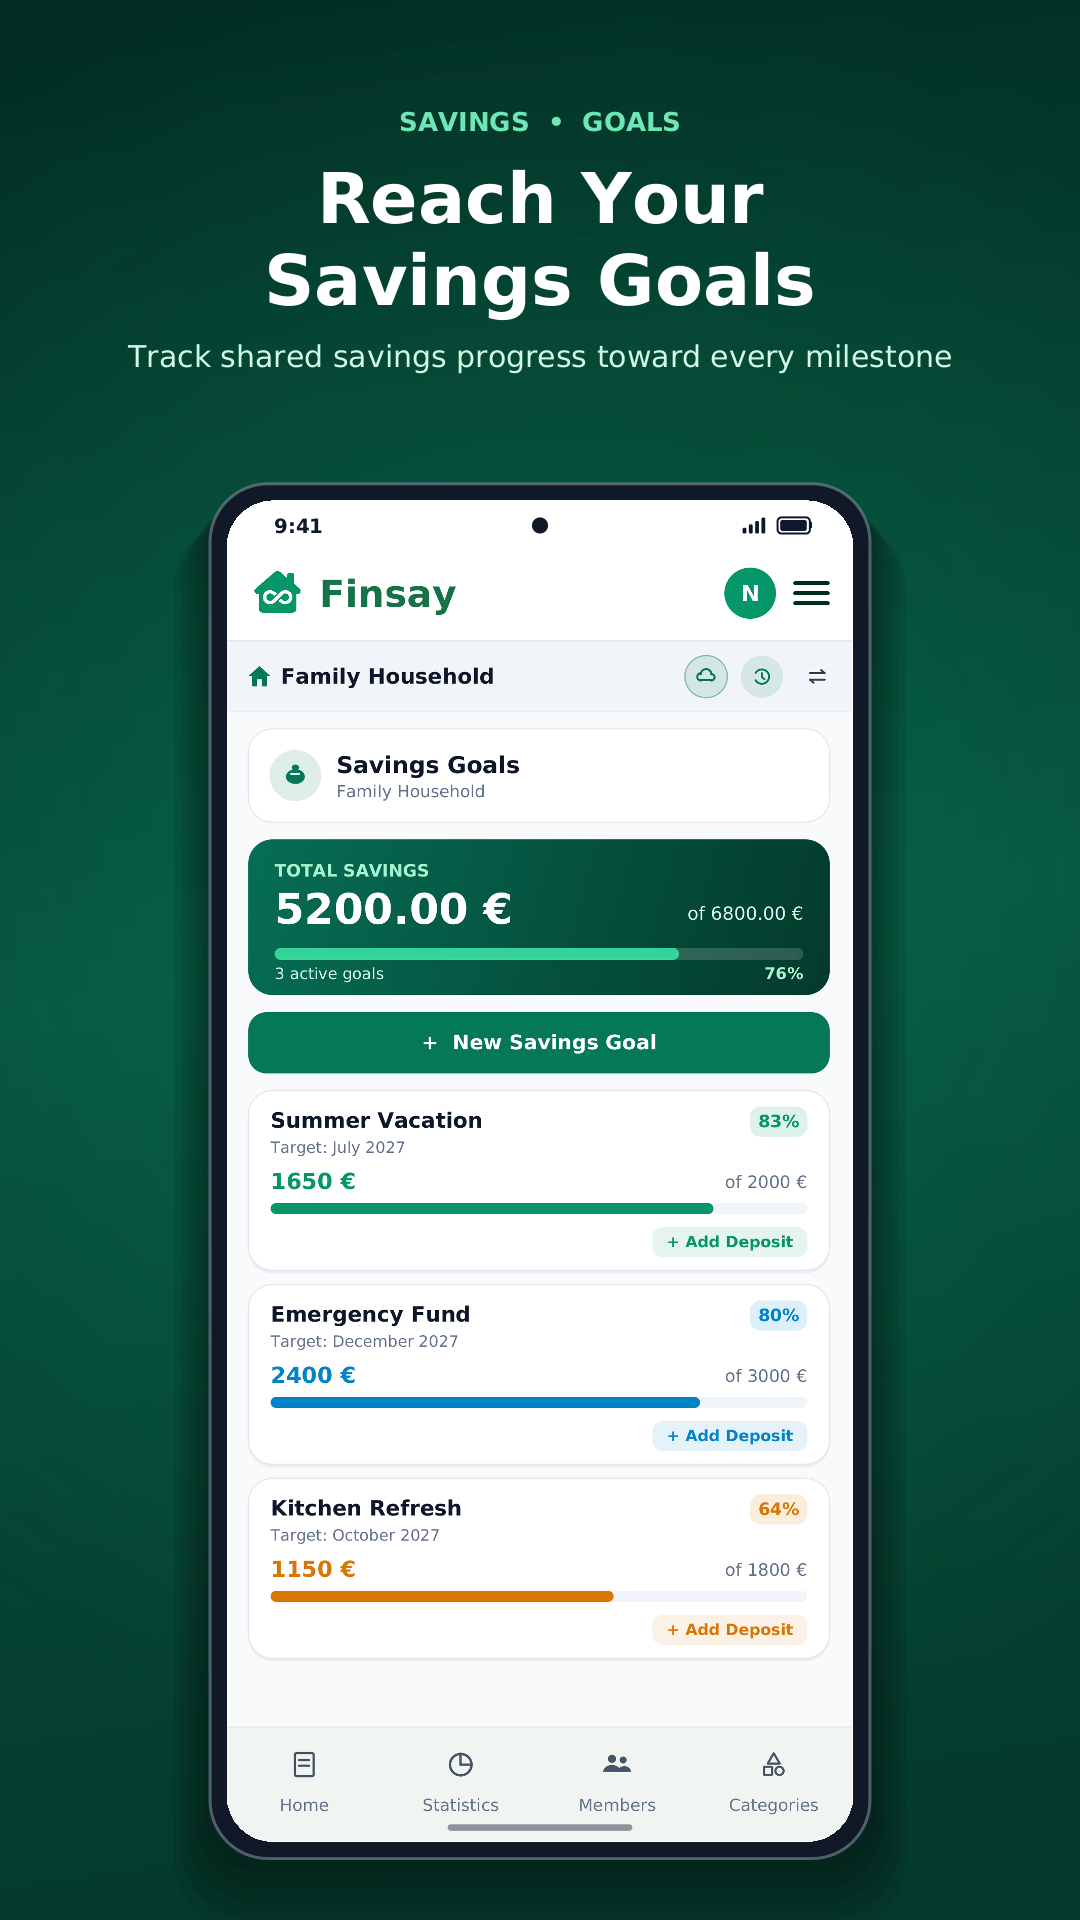 SAVINGS • GOALS
Reach Your
Savings Goals
Track shared savings progress toward every milestone
9:41
Finsay
N
Family Household
Savings Goals
Family Household
TOTAL SAVINGS
5200.00 €
of 6800.00 €
3 active goals
76%
+ New Savings Goal
Summer Vacation
83%
Target: July 2027
1650 €
of 2000 €
+ Add Deposit
Emergency Fund
80%
Target: December 2027
2400 €
of 3000 €
+ Add Deposit
Kitchen Refresh
64%
Target: October 2027
1150 €
of 1800 €
+ Add Deposit
Home
Statistics
Members
Categories